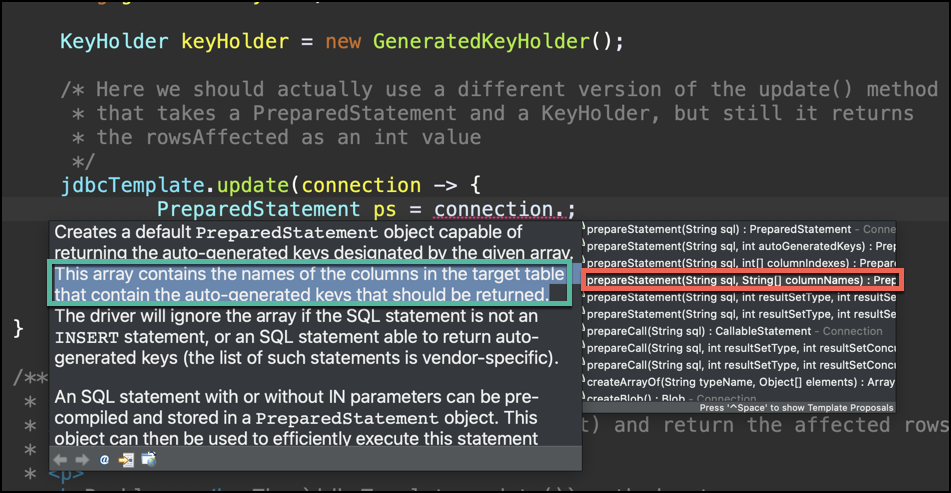 KeyHolder keyHolder = new GeneratedKeyHolder();
/* Here we should actually use a different version of the update() method
* that takes a PreparedStatement and a KeyHolder, but still it returns
* the rowsAffected as an int value
*/
jdbcTemplate.update(connection -> {
PreparedStatement ps = connection.;
Creates a default PreparedStatement object capable of
returning the auto-generated keys designated by the given array.
This array contains the names of the columns in the target table
that contain the auto-generated keys that should be returned.
The driver will ignore the array if the SQL statement is not an
INSERT statement, or an SQL statement able to return auto-
generated keys (the list of such statements is vendor-specific).
An SQL statement with or without IN parameters can be pre-
compiled and stored in a PreparedStatement object. This
object can then be used to efficiently execute this statement
prepareStatement(String sql) : PreparedStatement - Conne
prepareStatement(String sql, int autoGeneratedKeys) : Prep
prepareStatement(String sql, int[] columnIndexes) : Prepare
prepareStatement(String sql, String[] columnNames) : Prep
prepareStatement(String sql, int resultSetType, int resultSe
prepareStatement(String sql, int resultSetType, int resultSe
prepareCall(String sql) : CallableStatement - Connection
prepareCall(String sql, int resultSetType, int resultSetConcu
prepareCall(String sql, int resultSetType, int resultSetConcu
createArrayOf(String typeName, Object[] elements) : Array
createBlob() : Blob - Connection
Press '^Space' to show Template Proposals
}
/**
*
* t) and return the affected rows
*
* <p>